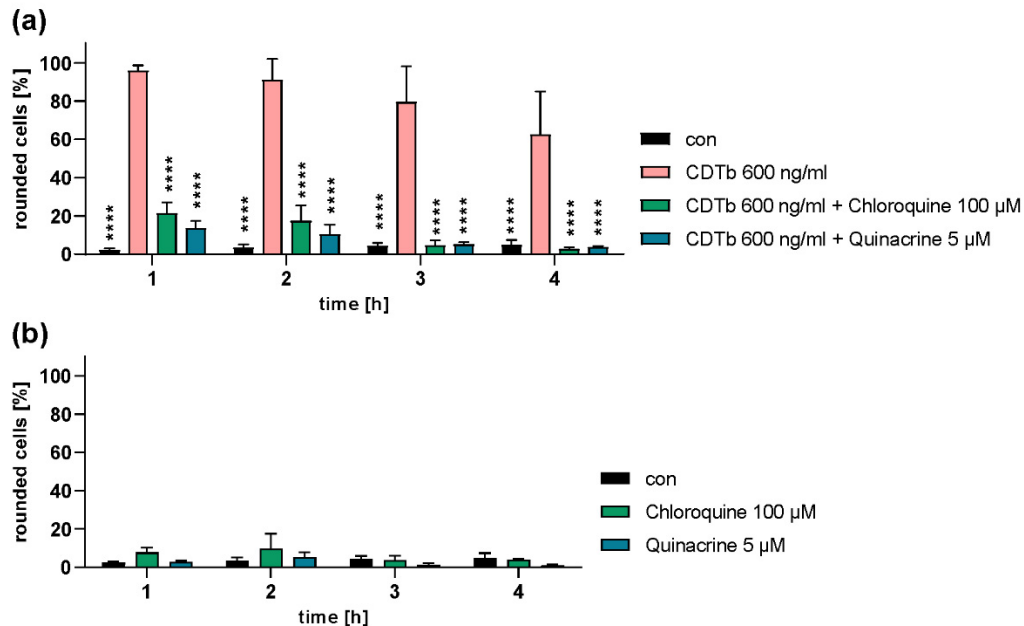 (a)
rounded cells [%]
100
80
60
40
20
0
**** **** **** **** **** **** **** **** **** **** **** ****
1 2 3 4
time [h]
con
CDTb 600 ng/ml
CDTb 600 ng/ml + Chloroquine 100 µM
CDTb 600 ng/ml + Quinacrine 5 µM
(b)
rounded cells [%]
100
80
60
40
20
0
1 2 3 4
time [h]
con
Chloroquine 100 µM
Quinacrine 5 µM